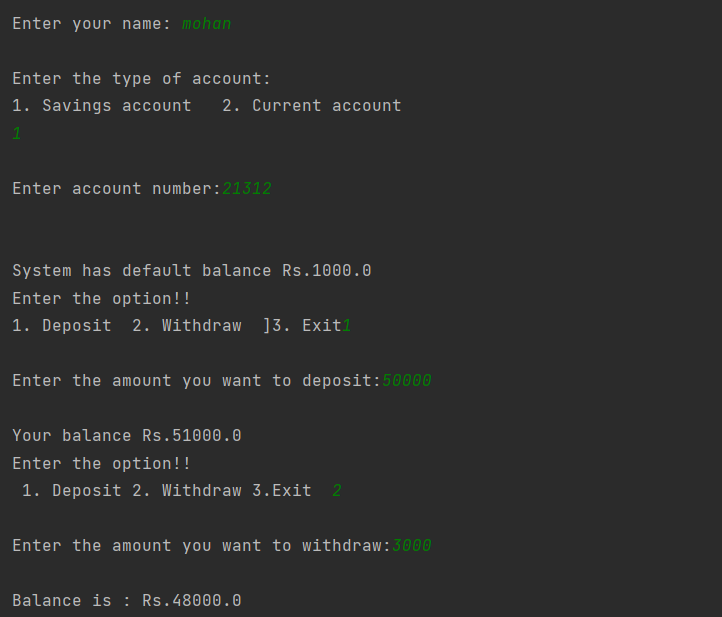 Enter your name: mohan
Enter the type of account:
1. Savings account   2. Current account
1
Enter account number:21312
System has default balance Rs.1000.0
Enter the option!!
1. Deposit  2. Withdraw  ]3. Exit1
Enter the amount you want to deposit:50000
Your balance Rs.51000.0
Enter the option!!
 1. Deposit 2. Withdraw 3.Exit  2
Enter the amount you want to withdraw:3000
Balance is : Rs.48000.0